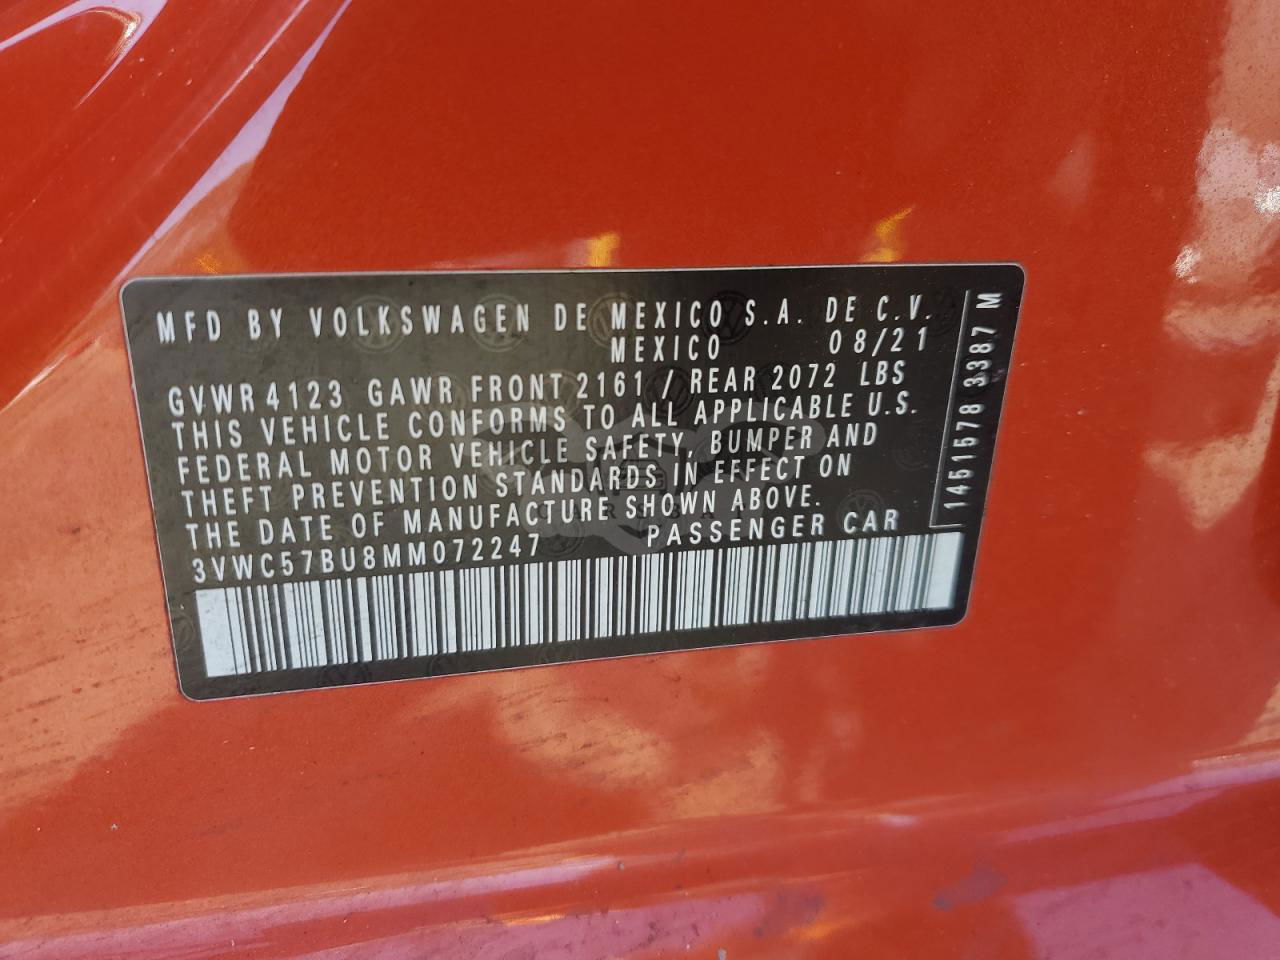 MFD BY VOLKSWAGEN DE MEXICO S.A. DE C.V.
MEXICO 08/21
GVWR 4123 GAWR FRONT 2161 / REAR 2072 LBS
THIS VEHICLE CONFORMS TO ALL APPLICABLE U.S.
FEDERAL MOTOR VEHICLE SAFETY, BUMPER AND
THEFT PREVENTION STANDARDS IN EFFECT ON
THE DATE OF MANUFACTURE SHOWN ABOVE.
3VWC57BU8MM072247 PASSENGER CAR
1451578 3387 M